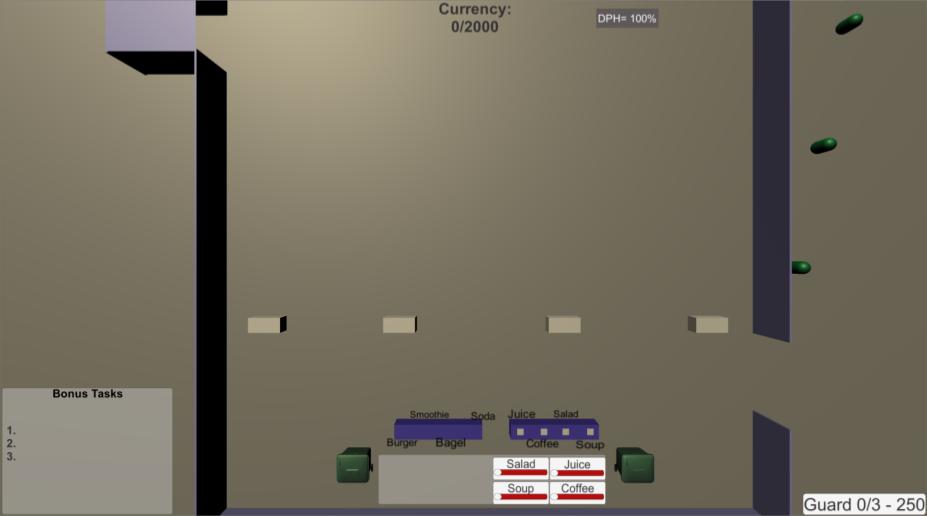 Currency:
0/2000
DPH= 100%
Bonus Tasks
1.
2.
3.
Smoothie
Soda
Juice
Salad
Burger
Bagel
Coffee
Soup
Salad
Juice
Soup
Coffee
Guard 0/3 - 250